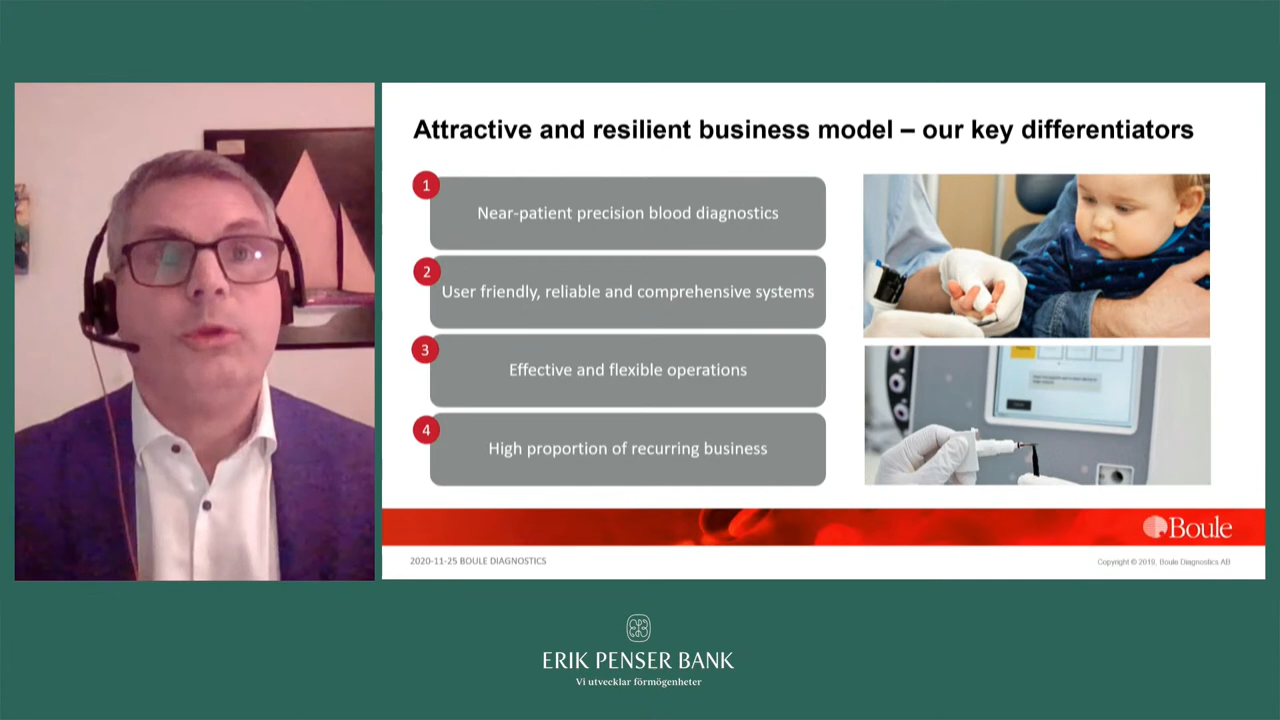 Attractive and resilient business model – our key differentiators
1
Near-patient precision blood diagnostics
2
User friendly, reliable and comprehensive systems
3
Effective and flexible operations
4
High proportion of recurring business
Boule
2020-11-25 BOULE DIAGNOSTICS
Copyright © 2019, Boule Diagnostics AB
ERIK PENSER BANK
Vi utvecklar förmögenheter